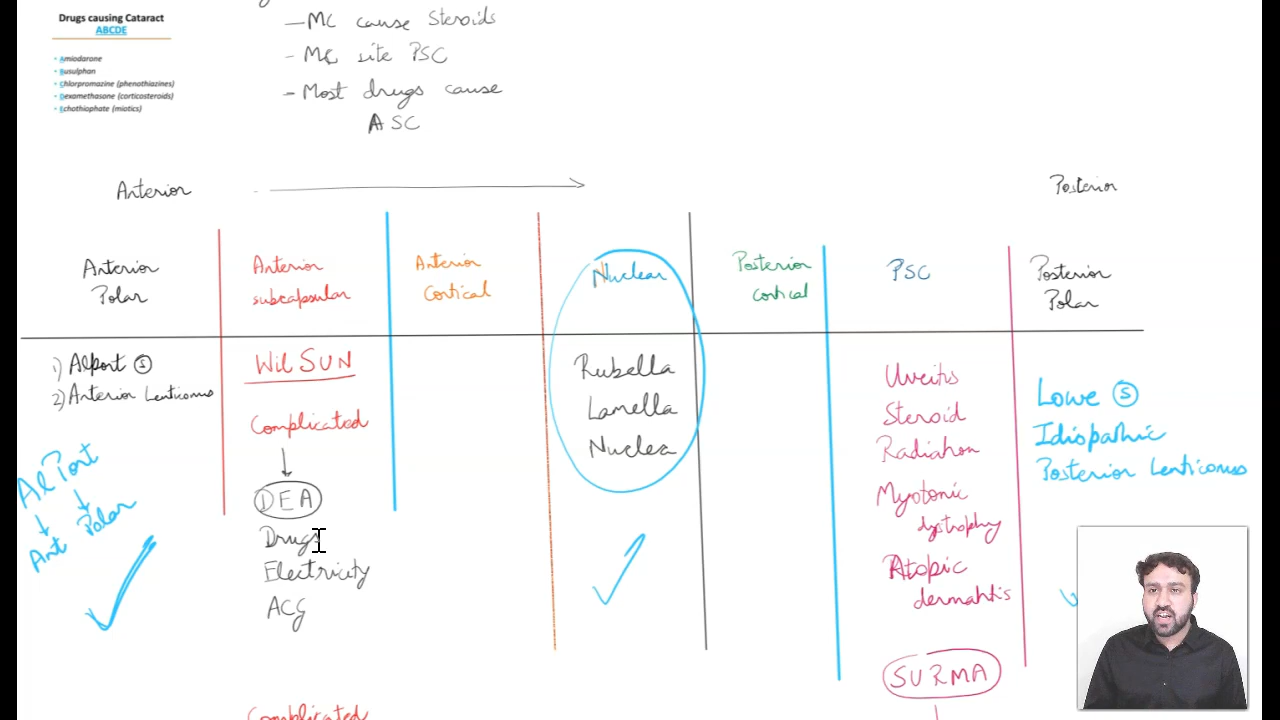 Drugs causing Cataract
ABCDE
• Amiodarone
• Busulphan
• Chlorpromazine (phenothiazines)
• Dexamethasone (corticosteroids)
• Echothiophate (miotics)
- MC cause Steroids
- MC site PSC
- Most drugs cause
ASC
Anterior
Posterior
Anterior
Polar
Anterior
subcapsular
Anterior
Cortical
Nuclear
Posterior
cortical
PSC
Posterior
Polar
1) Alport Ⓢ
2) Anterior Lenticonus
AlPort
Ant Polar
WilSUN
Complicated
DEA
Drugs
Electricity
ACG
Complicated
Rubella
Lamella
Nuclea
Uveitis
Steroid
Radiation
Myotonic
dystrophy
Atopic
dermatitis
SURMA
Lowe Ⓢ
Idiopathic
Posterior Lenticonus